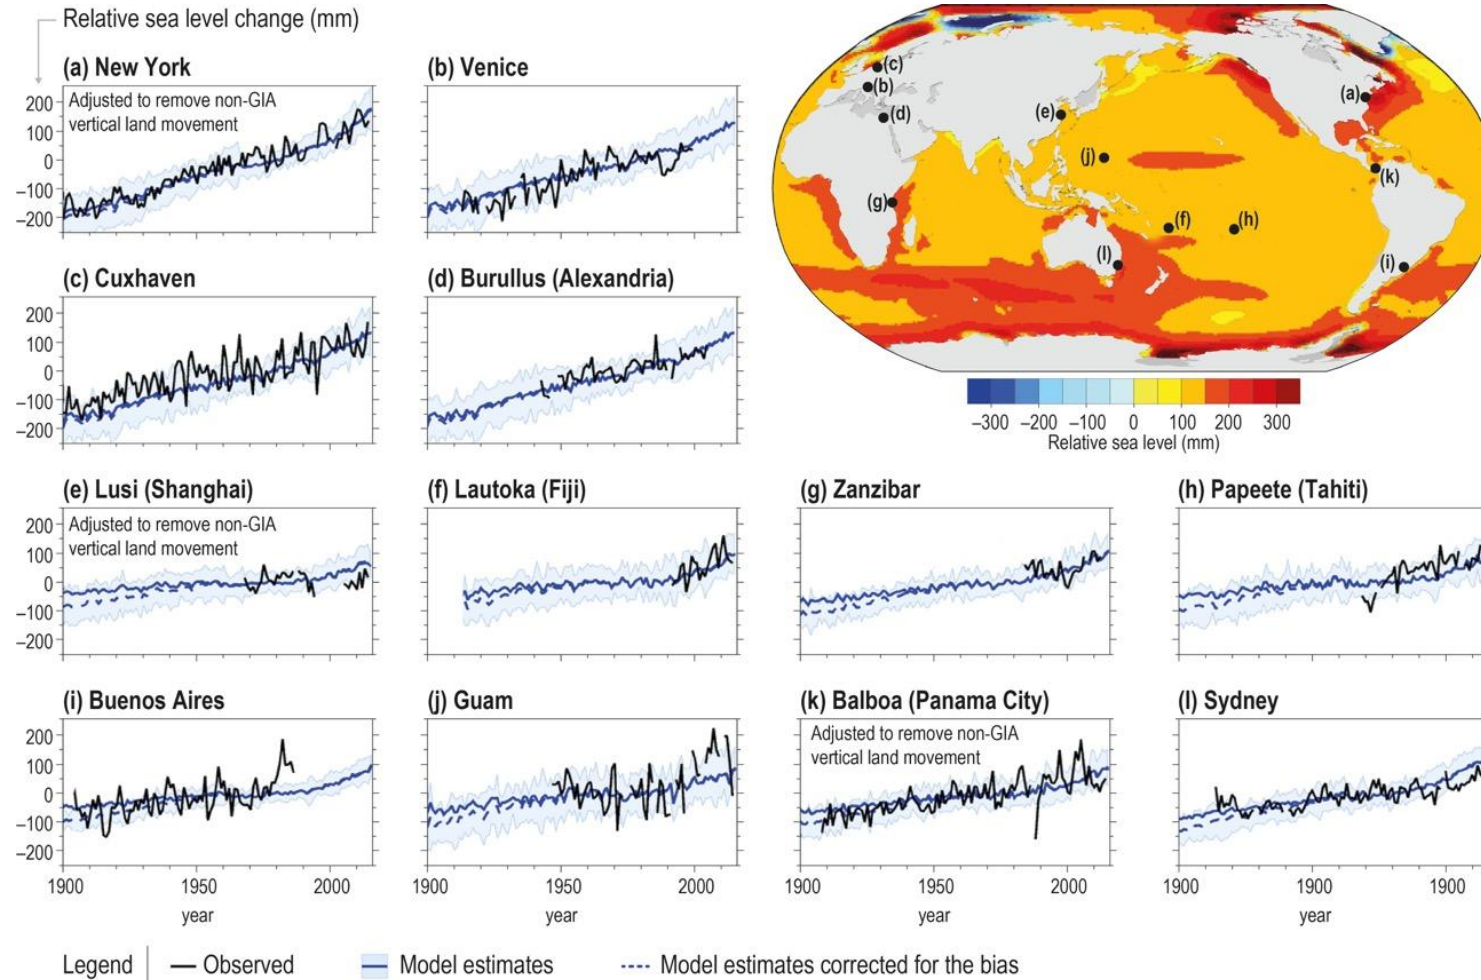 Relative sea level change (mm)
(a) New York
Adjusted to remove non-GIA
vertical land movement
200
100
0
–100
–200
(b) Venice
(c) Cuxhaven
200
100
0
–100
–200
(d) Burullus (Alexandria)
(c)
(b)
(d)
(e)
(a)
(j)
(k)
(g)
(f)
(h)
(l)
(i)
–300 –200 –100 0 100 200 300
Relative sea level (mm)
(e) Lusi (Shanghai)
Adjusted to remove non-GIA
vertical land movement
200
100
0
–100
–200
(f) Lautoka (Fiji)
(g) Zanzibar
(h) Papeete (Tahiti)
(i) Buenos Aires
200
100
0
–100
–200
1900 1950 2000
year
(j) Guam
1900 1950 2000
year
(k) Balboa (Panama City)
Adjusted to remove non-GIA
vertical land movement
1900 1950 2000
year
(l) Sydney
1900 1900 1900
year
Legend Observed Model estimates Model estimates corrected for the bias